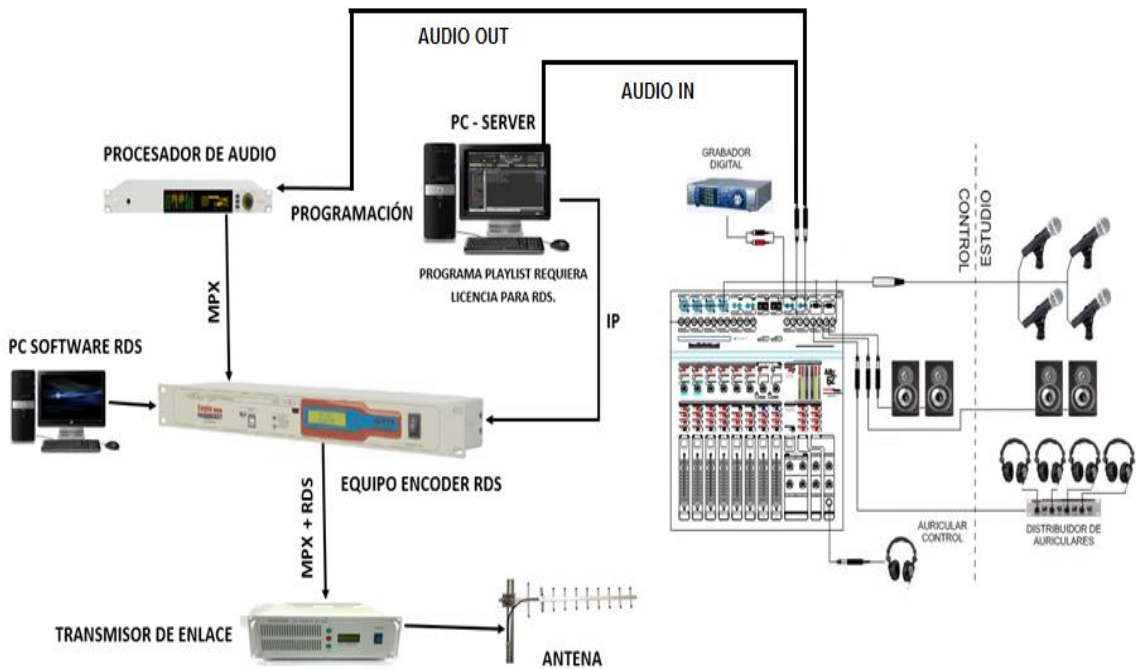 AUDIO OUT
AUDIO IN
PC - SERVER
PROCESADOR DE AUDIO
GRABADOR
DIGITAL
PROGRAMACIÓN
CONTROL
ESTUDIO
PROGRAMA PLAYLIST REQUIERA
LICENCIA PARA RDS.
MPX
IP
PC SOFTWARE RDS
EQUIPO ENCODER RDS
MPX + RDS
AURICULAR
CONTROL
DISTRIBUIDOR DE
AURICULARES
TRANSMISOR DE ENLACE
ANTENA